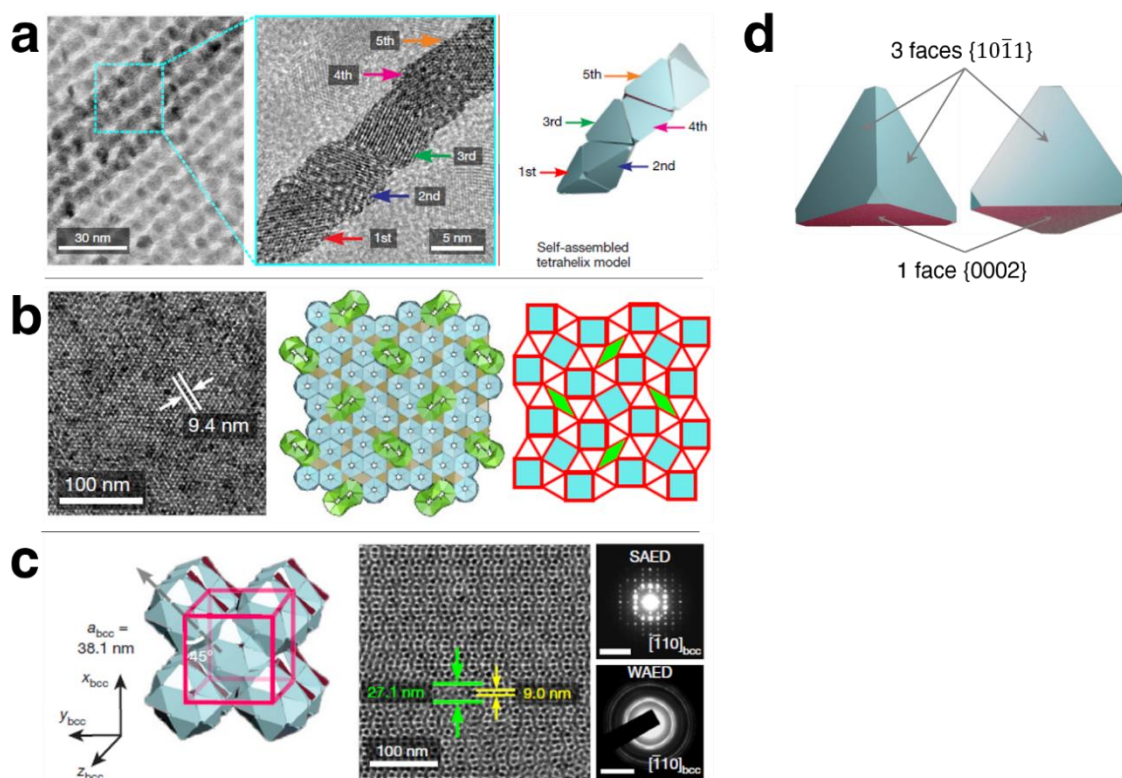 a
5th
4th
3rd
2nd
1st
30 nm
5 nm
5th
3rd
4th
1st
2nd
Self-assembled
tetrahelix model
d
3 faces {101̄1}
1 face {0002}
b
9.4 nm
100 nm
c
a_bcc =
38.1 nm
45°
x_bcc
y_bcc
z_bcc
27.1 nm
9.0 nm
100 nm
SAED
[1̄10]_bcc
WAED
[1̄10]_bcc